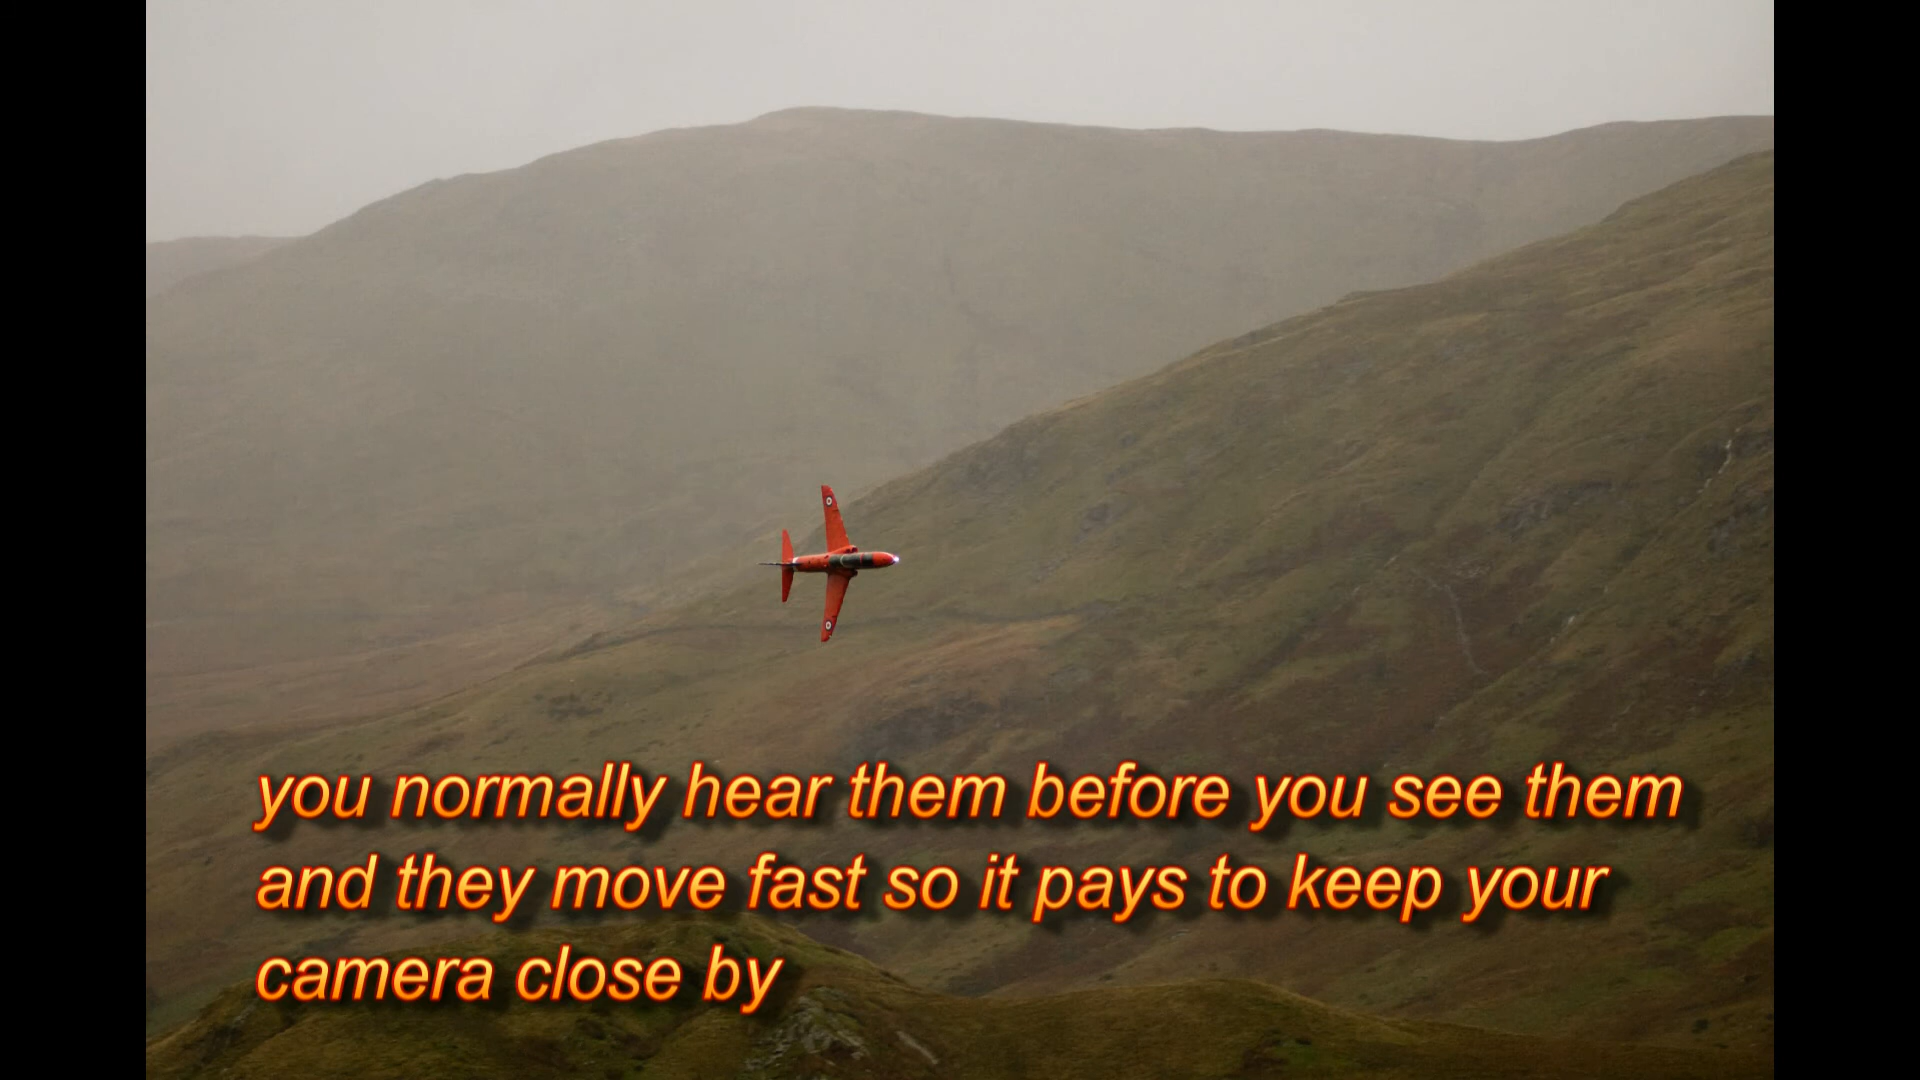 you normally hear them before you see them
and they move fast so it pays to keep your
camera close by